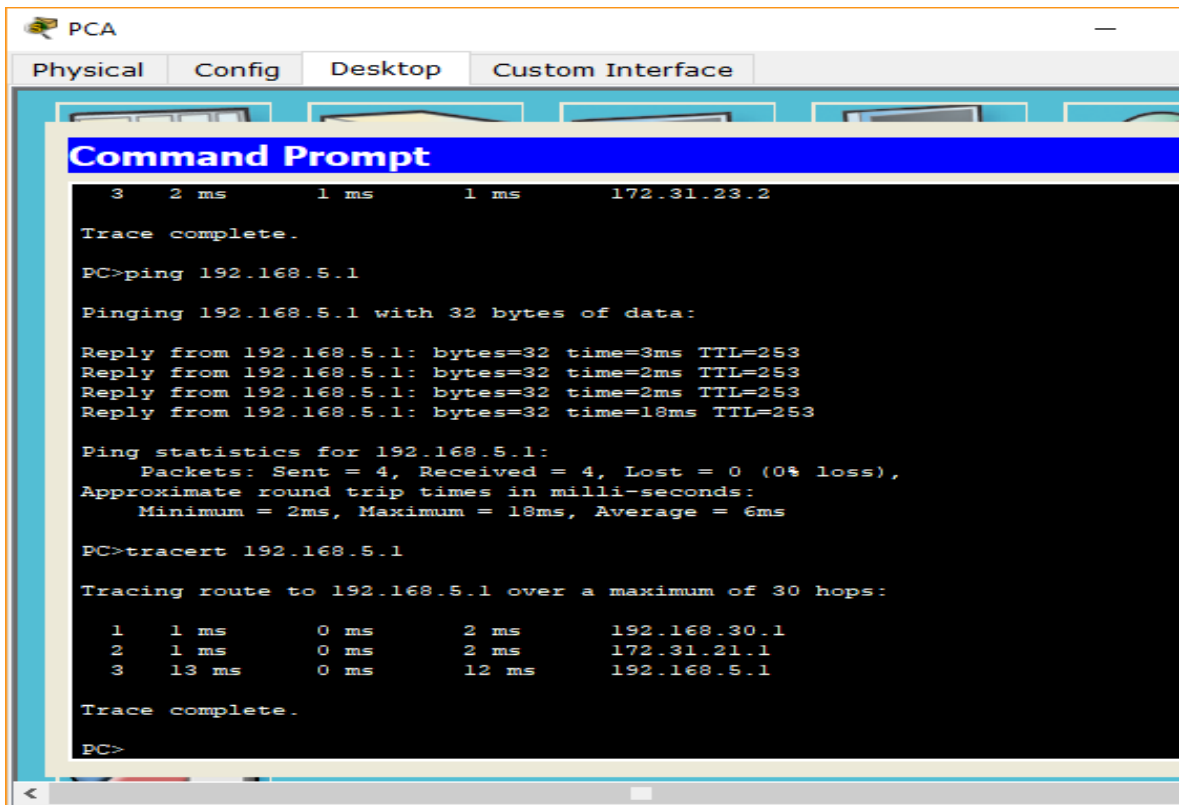 PCA
Physical Config Desktop Custom Interface
Command Prompt
3 2 ms 1 ms 1 ms 172.31.23.2
Trace complete.
PC>ping 192.168.5.1
Pinging 192.168.5.1 with 32 bytes of data:
Reply from 192.168.5.1: bytes=32 time=3ms TTL=253
Reply from 192.168.5.1: bytes=32 time=2ms TTL=253
Reply from 192.168.5.1: bytes=32 time=2ms TTL=253
Reply from 192.168.5.1: bytes=32 time=18ms TTL=253
Ping statistics for 192.168.5.1:
Packets: Sent = 4, Received = 4, Lost = 0 (0% loss),
Approximate round trip times in milli-seconds:
Minimum = 2ms, Maximum = 18ms, Average = 6ms
PC>tracert 192.168.5.1
Tracing route to 192.168.5.1 over a maximum of 30 hops:
1 1 ms 0 ms 2 ms 192.168.30.1
2 1 ms 0 ms 2 ms 172.31.21.1
3 13 ms 0 ms 12 ms 192.168.5.1
Trace complete.
PC>